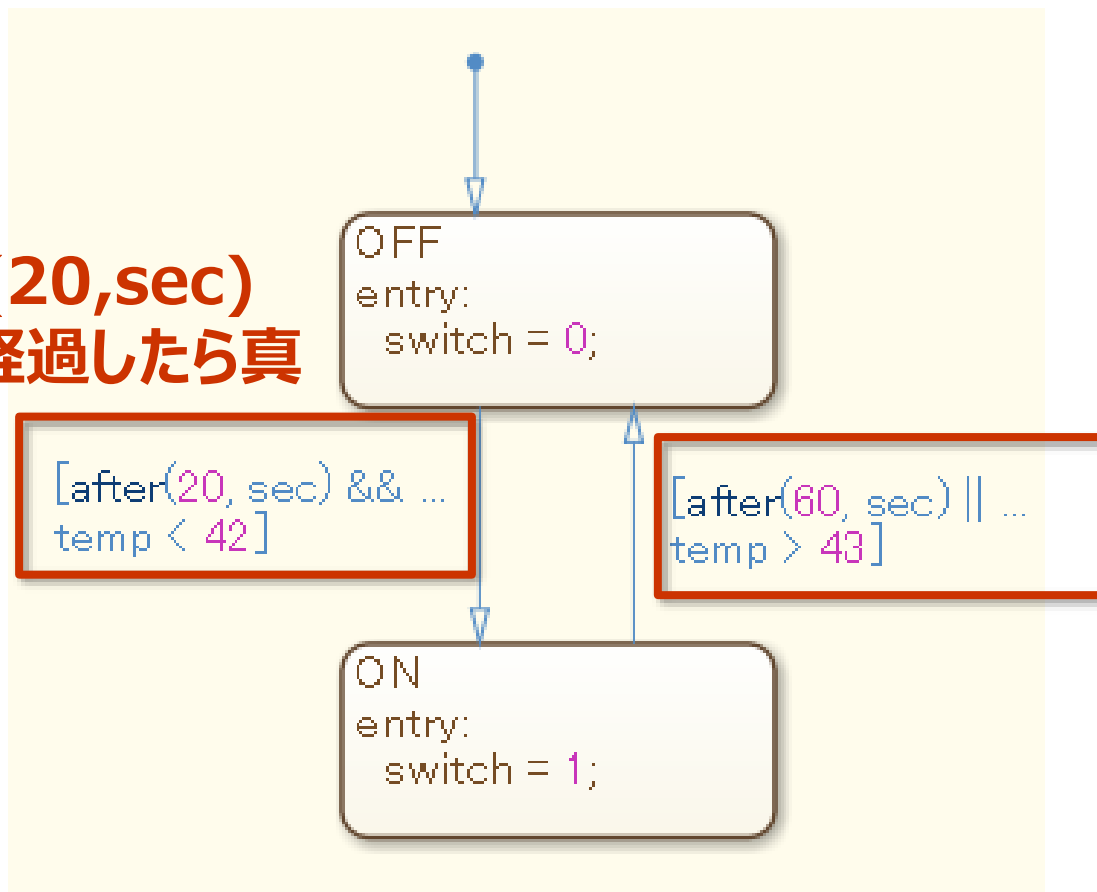 OFF
entry:
switch = 0;
(20,sec)
経過したら真
[after(20, sec) && ...
temp < 42]
[after(60, sec) || ...
temp > 43]
ON
entry:
switch = 1;